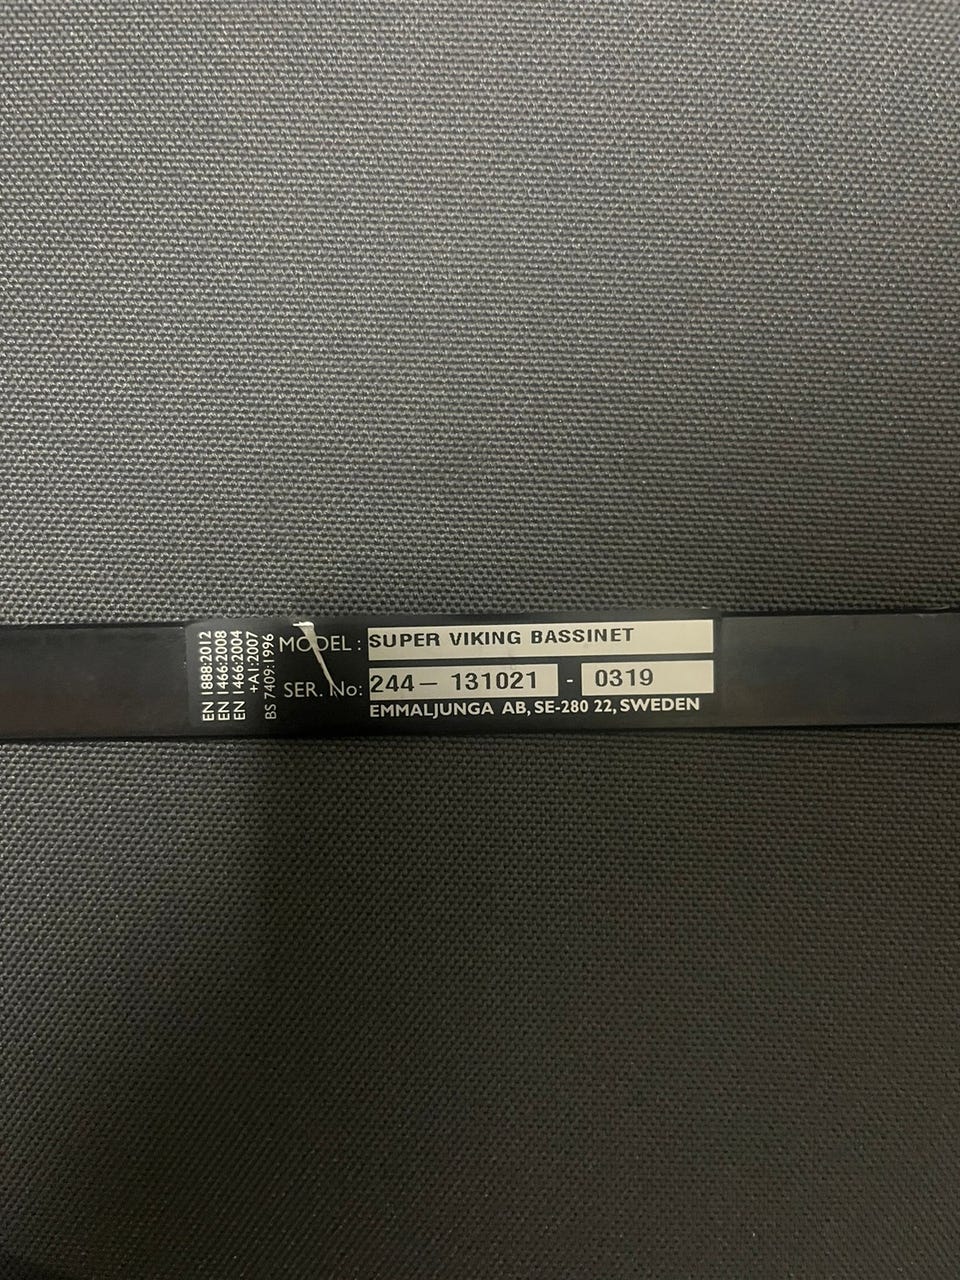 EN 1888:2012
EN 1466:2008
EN 1466:2004
+A1:2007
BS 7409:1996
MODEL : SUPER VIKING BASSINET
SER. No: 244- 131021 - 0319
EMMALJUNGA AB, SE-280 22, SWEDEN